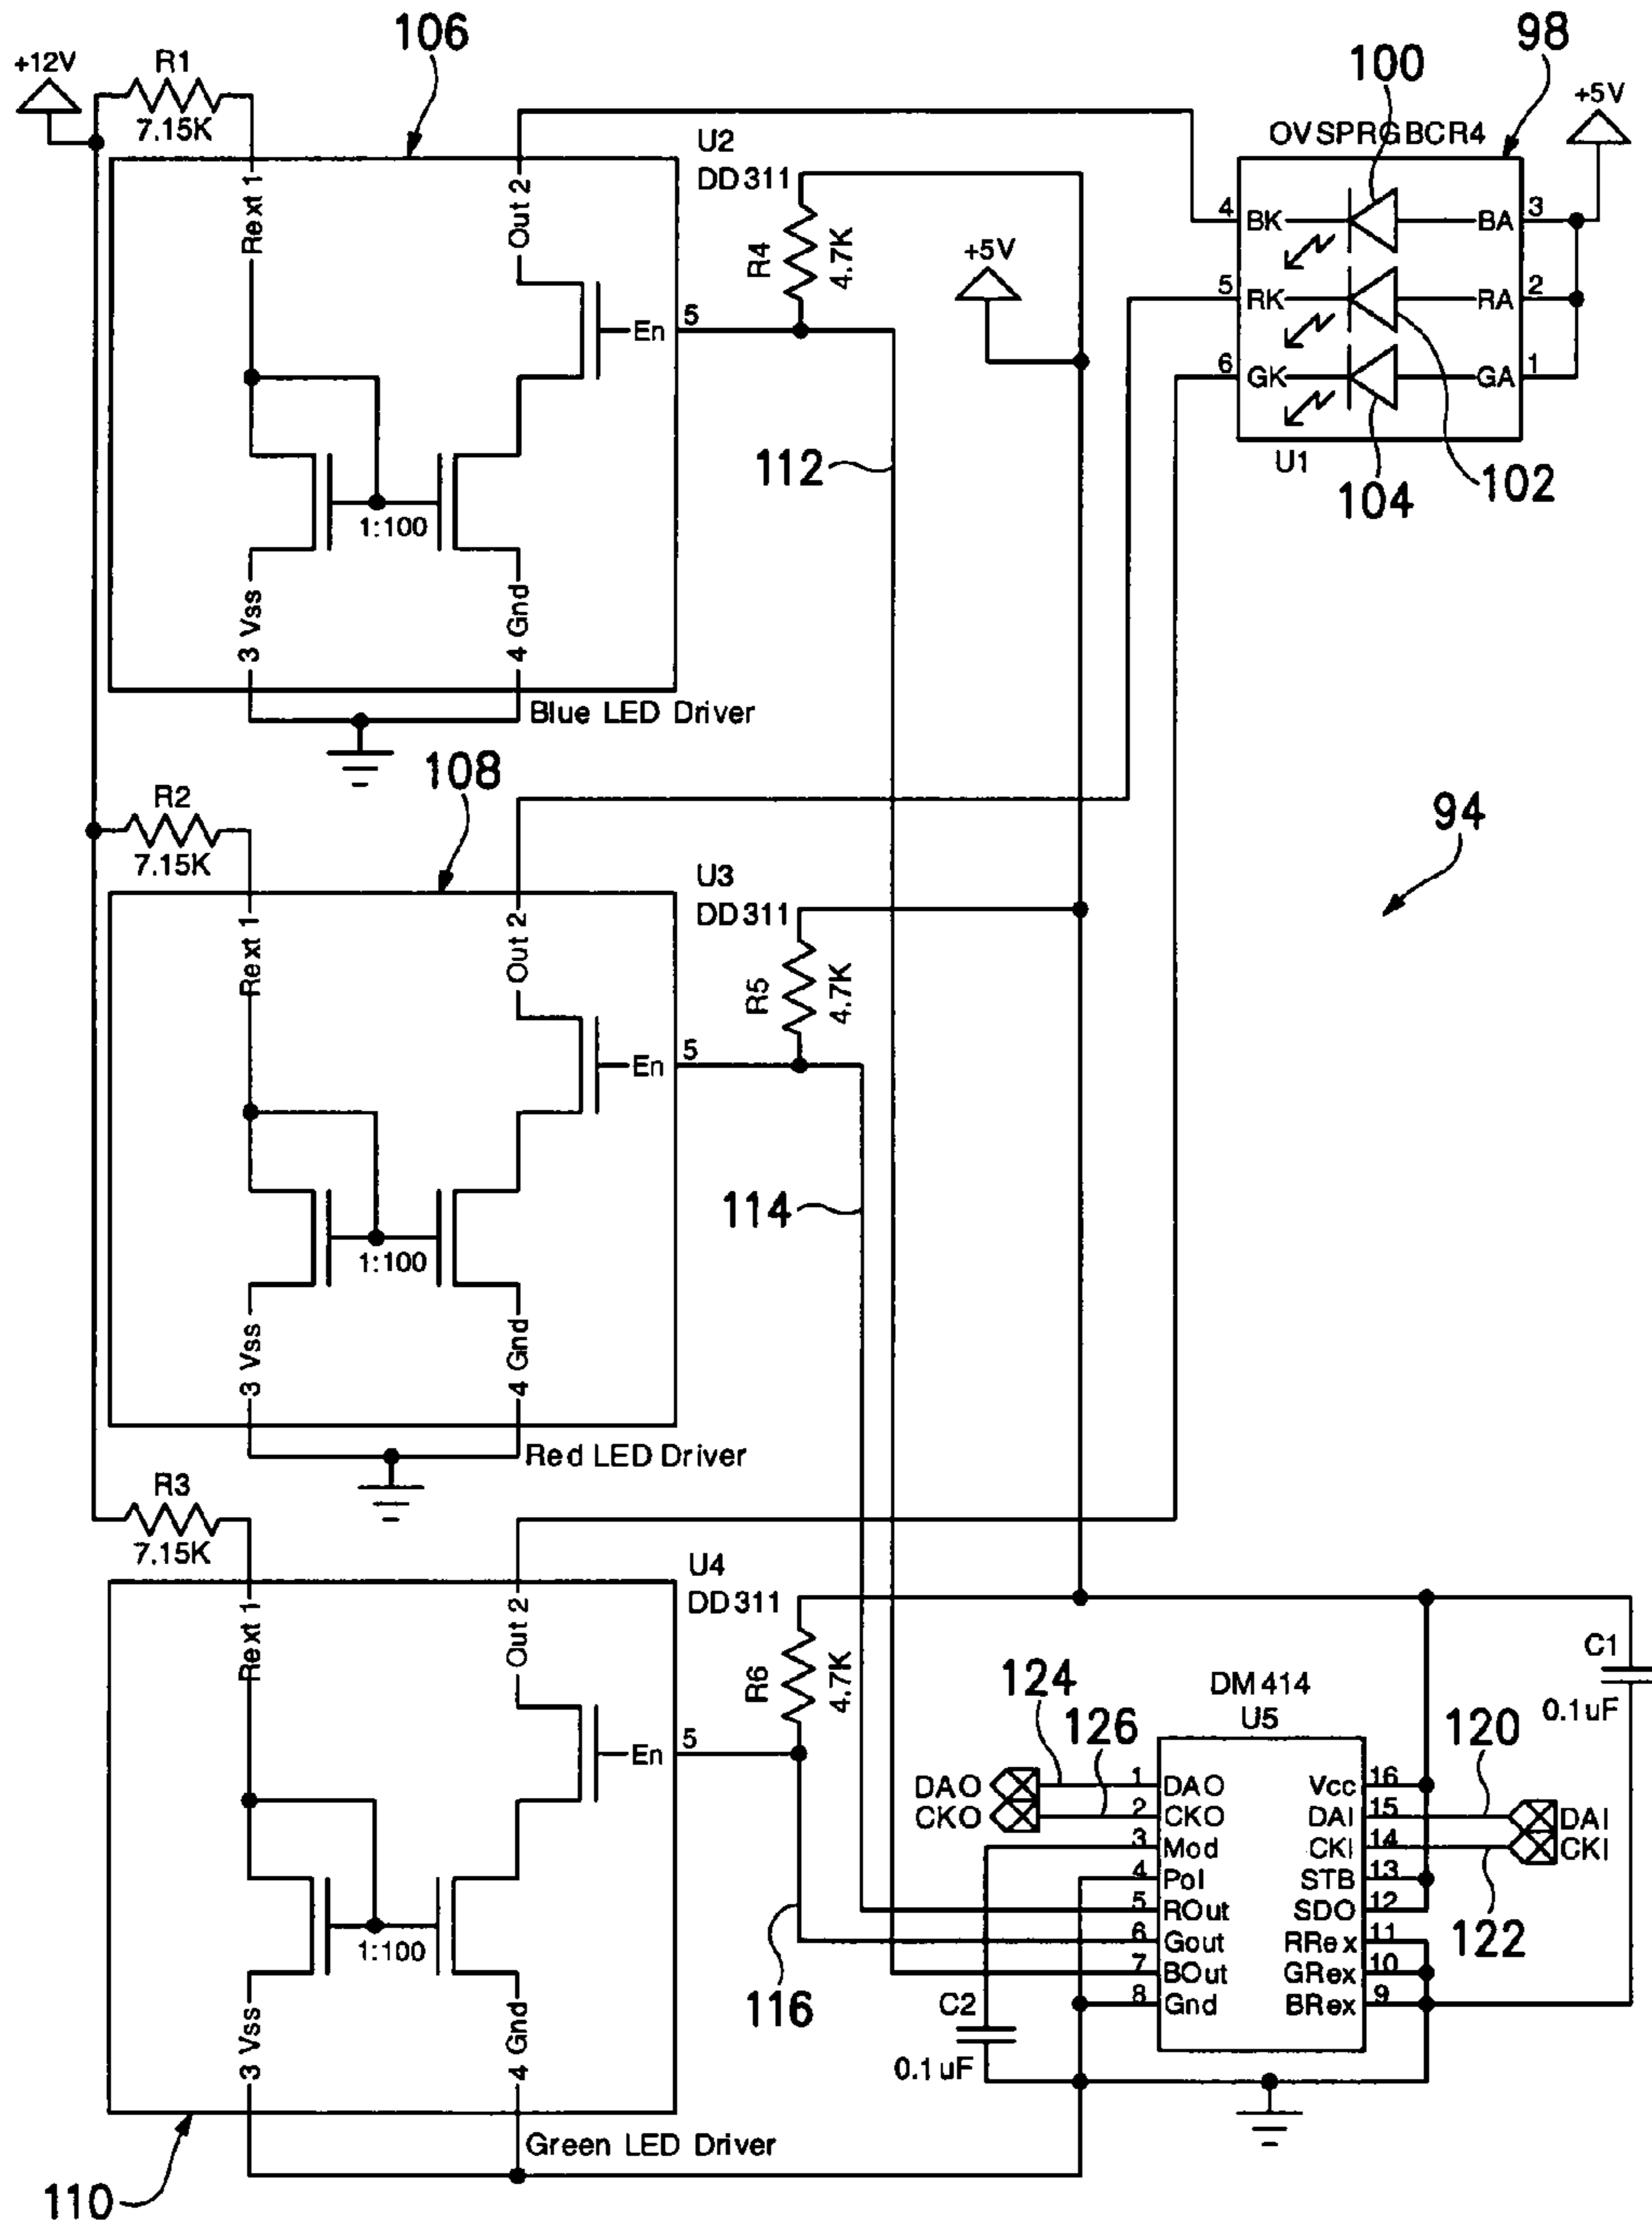 106
98
100
+12V
R1
7.15K
+5V
OVSPRGBCR4
U2
DD311
Rext 1
Out 2
R4
4.7K
+5V
4 BK
BA 3
5 RK
RA 2
6 GK
GA 1
En 5
U1
112
104
102
1:100
3 Vss
4 Gnd
Blue LED Driver
108
R2
7.15K
94
U3
DD311
Rext 1
Out 2
R5
4.7K
En 5
114
1:100
3 Vss
4 Gnd
Red LED Driver
R3
7.15K
U4
DD311
Rext 1
Out 2
R6
4.7K
En 5
C1
0.1uF
124
126
DM414
U5
120
DAO
CKO
1 DAO
2 CKO
3 Mod
4 Pol
5 ROut
6 Gout
7 BOut
8 Gnd
Vcc 16
DAI 15
CKI 14
STB 13
SDO 12
RRex 11
GRex 10
BRex 9
DAI
CKI
122
116
C2
0.1uF
1:100
3 Vss
4 Gnd
Green LED Driver
110